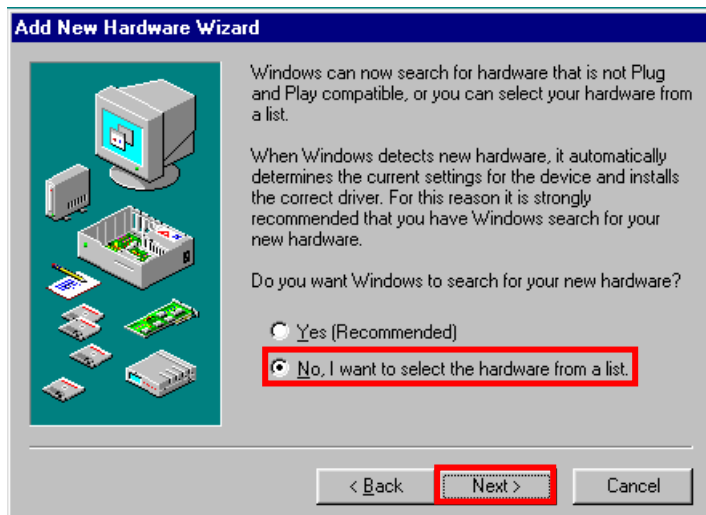 Add New Hardware Wizard
Windows can now search for hardware that is not Plug
and Play compatible, or you can select your hardware from
a list.
When Windows detects new hardware, it automatically
determines the current settings for the device and installs
the correct driver. For this reason it is strongly
recommended that you have Windows search for your
new hardware.
Do you want Windows to search for your new hardware?
Yes (Recommended)
No, I want to select the hardware from a list.
< Back Next > Cancel